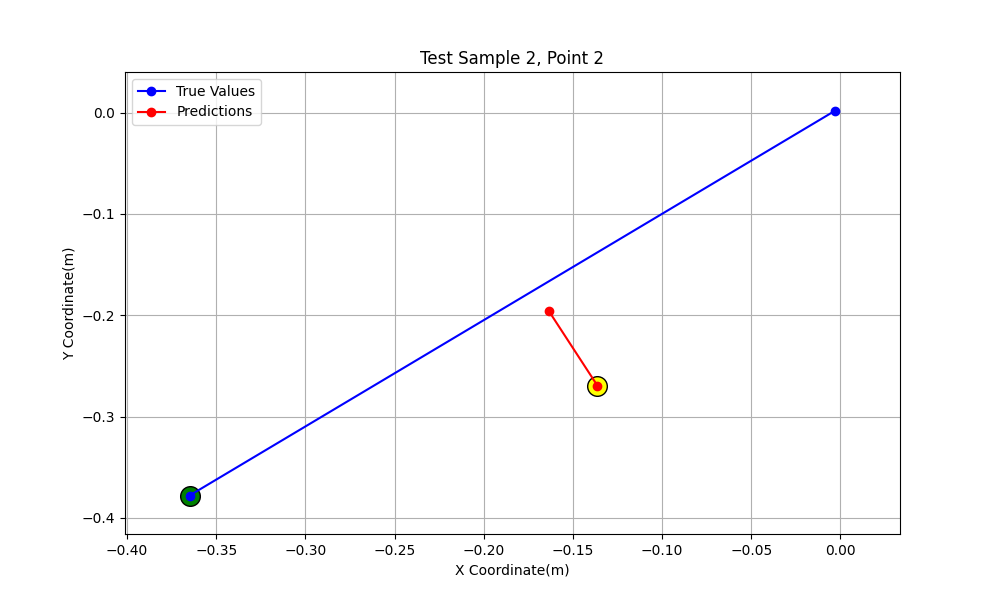 Test Sample 2, Point 2
True Values
Predictions
0.0
−0.1
−0.2
−0.3
−0.4
Y Coordinate(m)
−0.40 −0.35 −0.30 −0.25 −0.20 −0.15 −0.10 −0.05 0.00
X Coordinate(m)